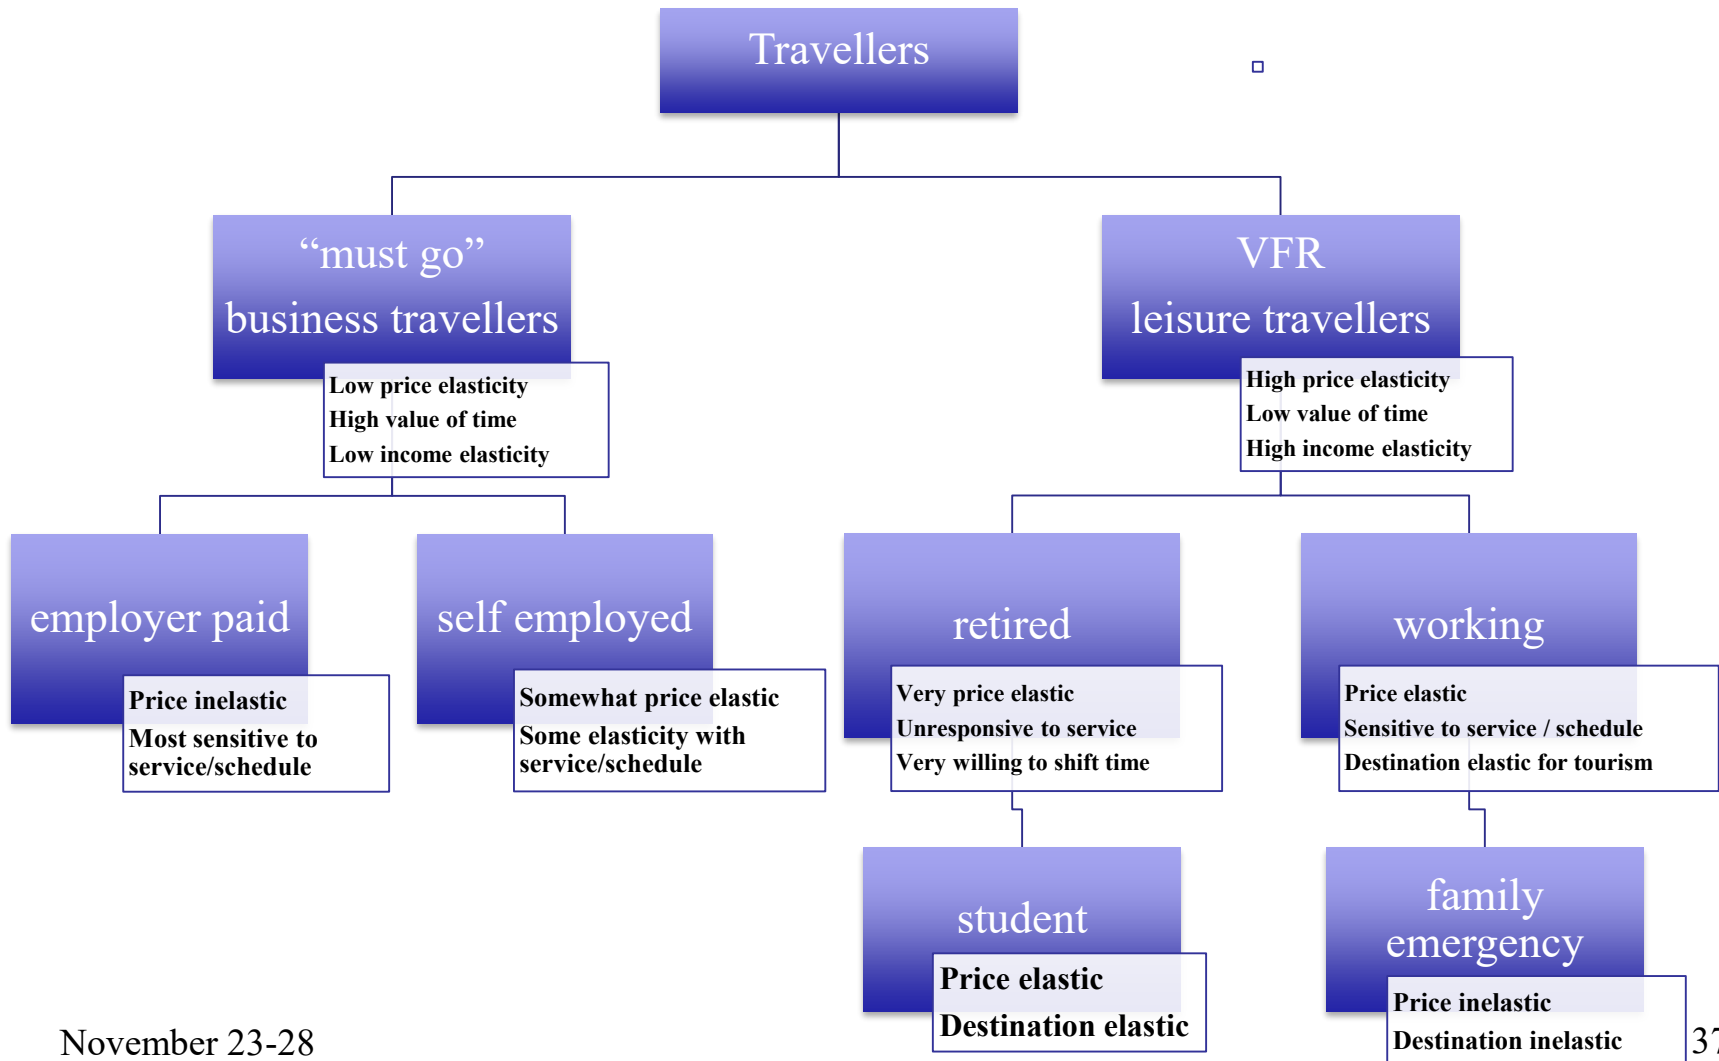 Travellers
“must go”
business travellers
Low price elasticity
High value of time
Low income elasticity
VFR
leisure travellers
High price elasticity
Low value of time
High income elasticity
employer paid
Price inelastic
Most sensitive to
service/schedule
self employed
Somewhat price elastic
Some elasticity with
service/schedule
retired
Very price elastic
Unresponsive to service
Very willing to shift time
working
Price elastic
Sensitive to service / schedule
Destination elastic for tourism
student
Price elastic
Destination elastic
family
emergency
Price inelastic
Destination inelastic
November 23-28
37